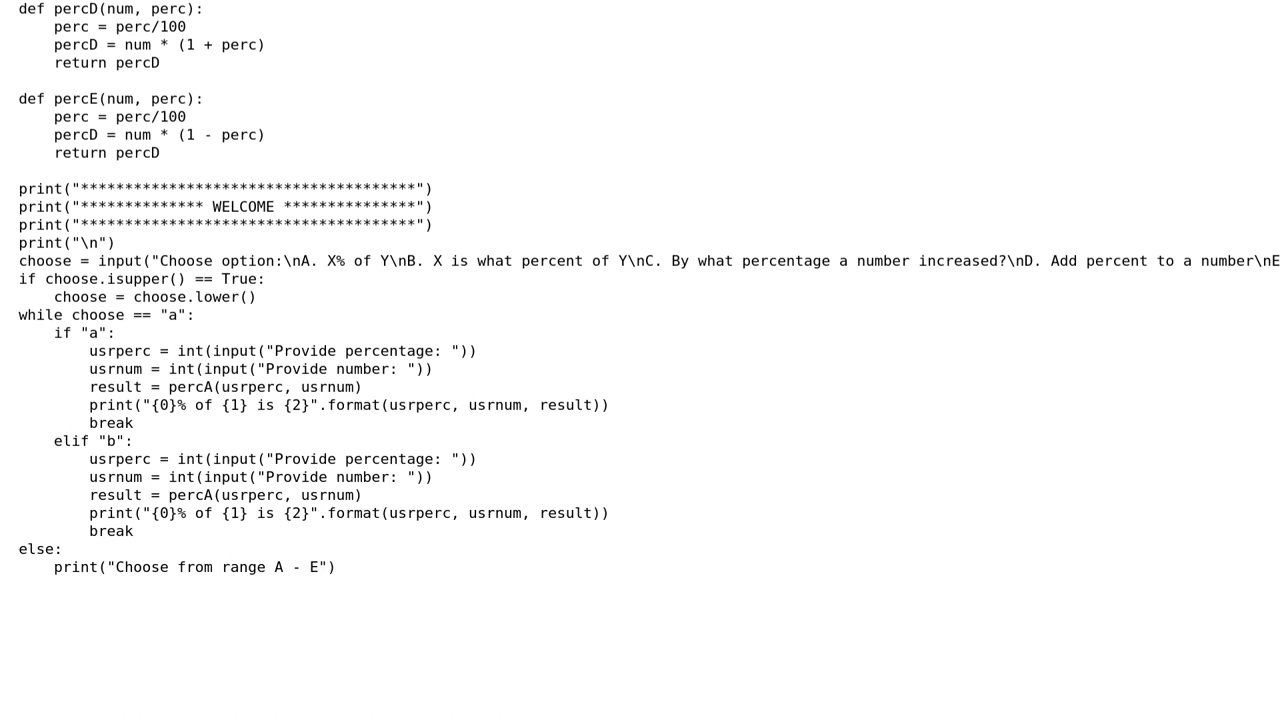 def percD(num, perc):
    perc = perc/100
    percD = num * (1 + perc)
    return percD

def percE(num, perc):
    perc = perc/100
    percD = num * (1 - perc)
    return percD

print("**************************************")
print("************** WELCOME ***************")
print("**************************************")
print("\n")
choose = input("Choose option:\nA. X% of Y\nB. X is what percent of Y\nC. By what percentage a number increased?\nD. Add percent to a number\nE
if choose.isupper() == True:
    choose = choose.lower()
while choose == "a":
    if "a":
        usrperc = int(input("Provide percentage: "))
        usrnum = int(input("Provide number: "))
        result = percA(usrperc, usrnum)
        print("{0}% of {1} is {2}".format(usrperc, usrnum, result))
        break
    elif "b":
        usrperc = int(input("Provide percentage: "))
        usrnum = int(input("Provide number: "))
        result = percA(usrperc, usrnum)
        print("{0}% of {1} is {2}".format(usrperc, usrnum, result))
        break
else:
    print("Choose from range A - E")